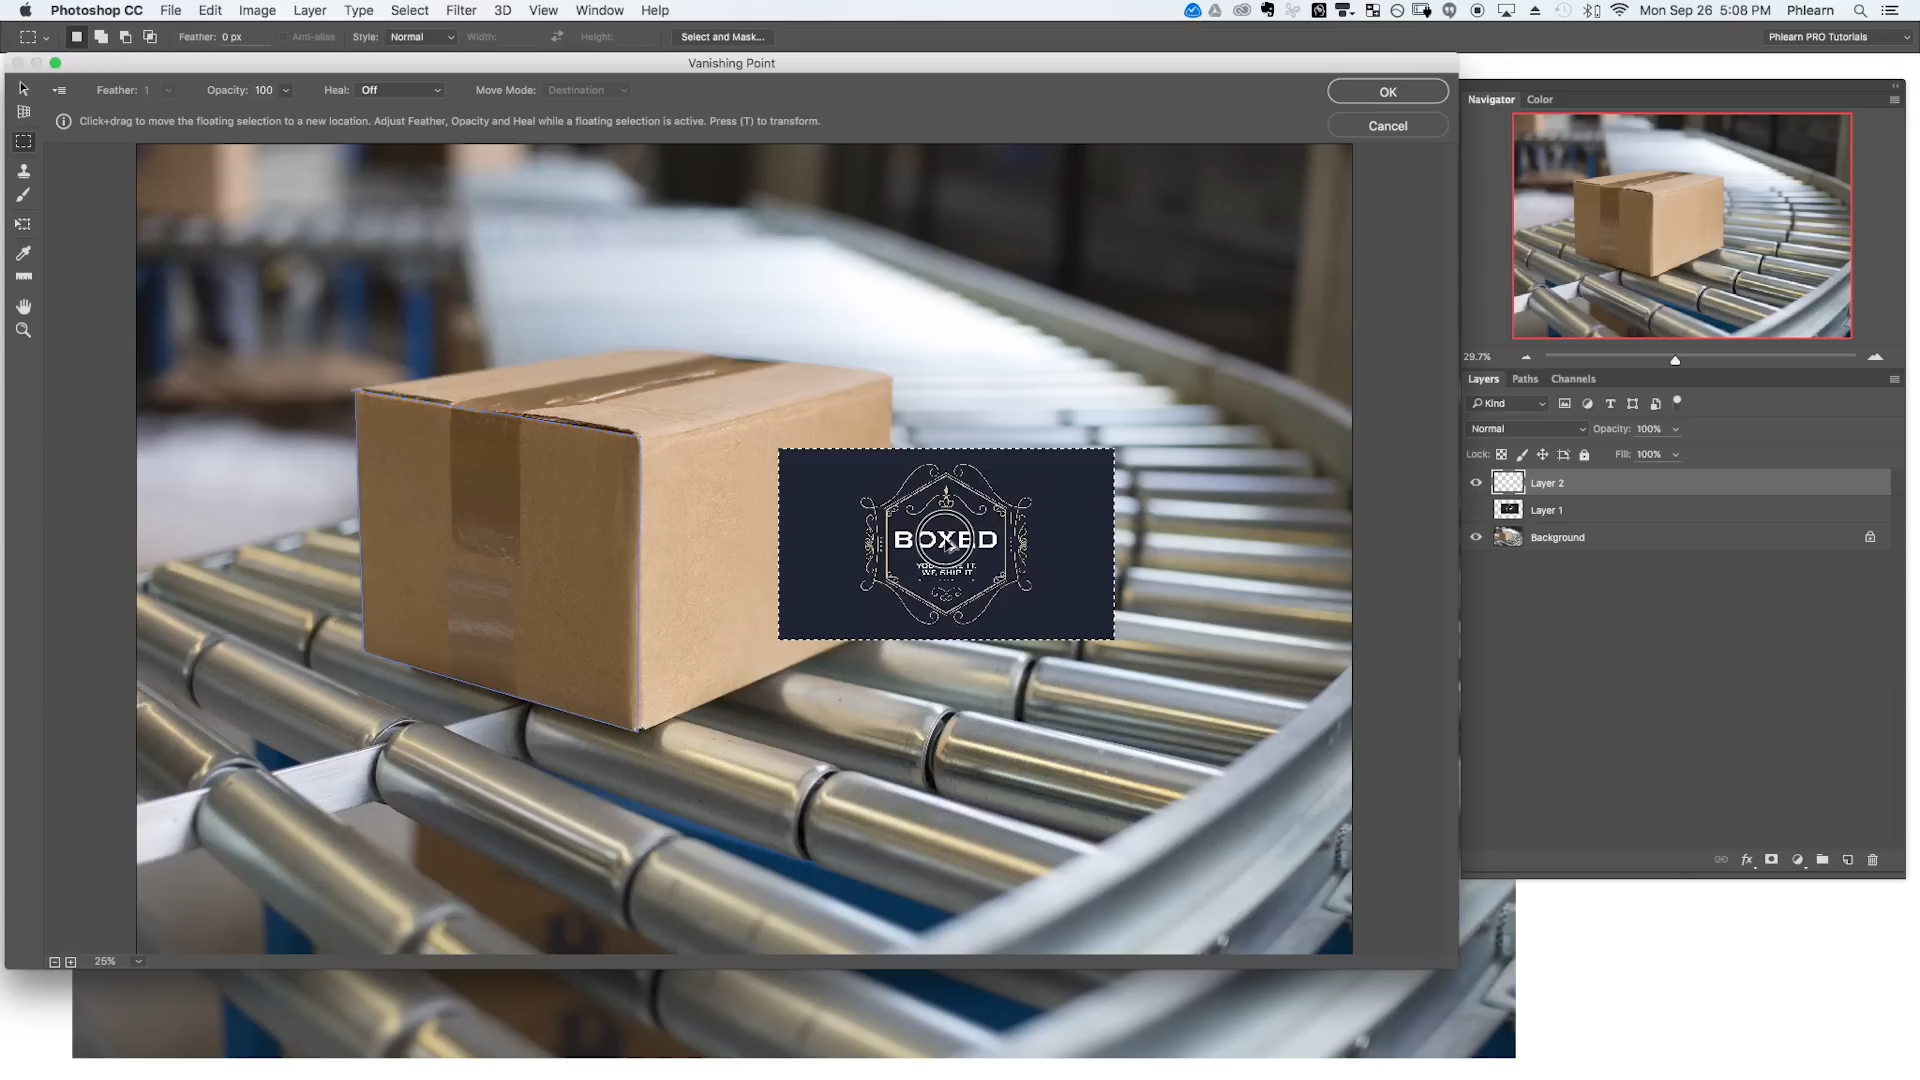 Photoshop CC File Edit Image Layer Type Select Filter 3D View Window Help Mon Sep 26 5:08 PM Phlearn
Feather: 0 px Anti-alias Style: Normal Width: Height: Select and Mask... Phlearn PRO Tutorials
Vanishing Point
Feather: 1 Opacity: 100 Heal: Off Move Mode: Destination OK
Click+drag to move the floating selection to a new location. Adjust Feather, Opacity and Heal while a floating selection is active. Press (T) to transform.
Cancel
Navigator Color
29.7%
Layers Paths Channels
Kind
Normal Opacity: 100%
Lock: Fill: 100%
Layer 2
Layer 1
Background
BOXED
WE SHIP IT
25%